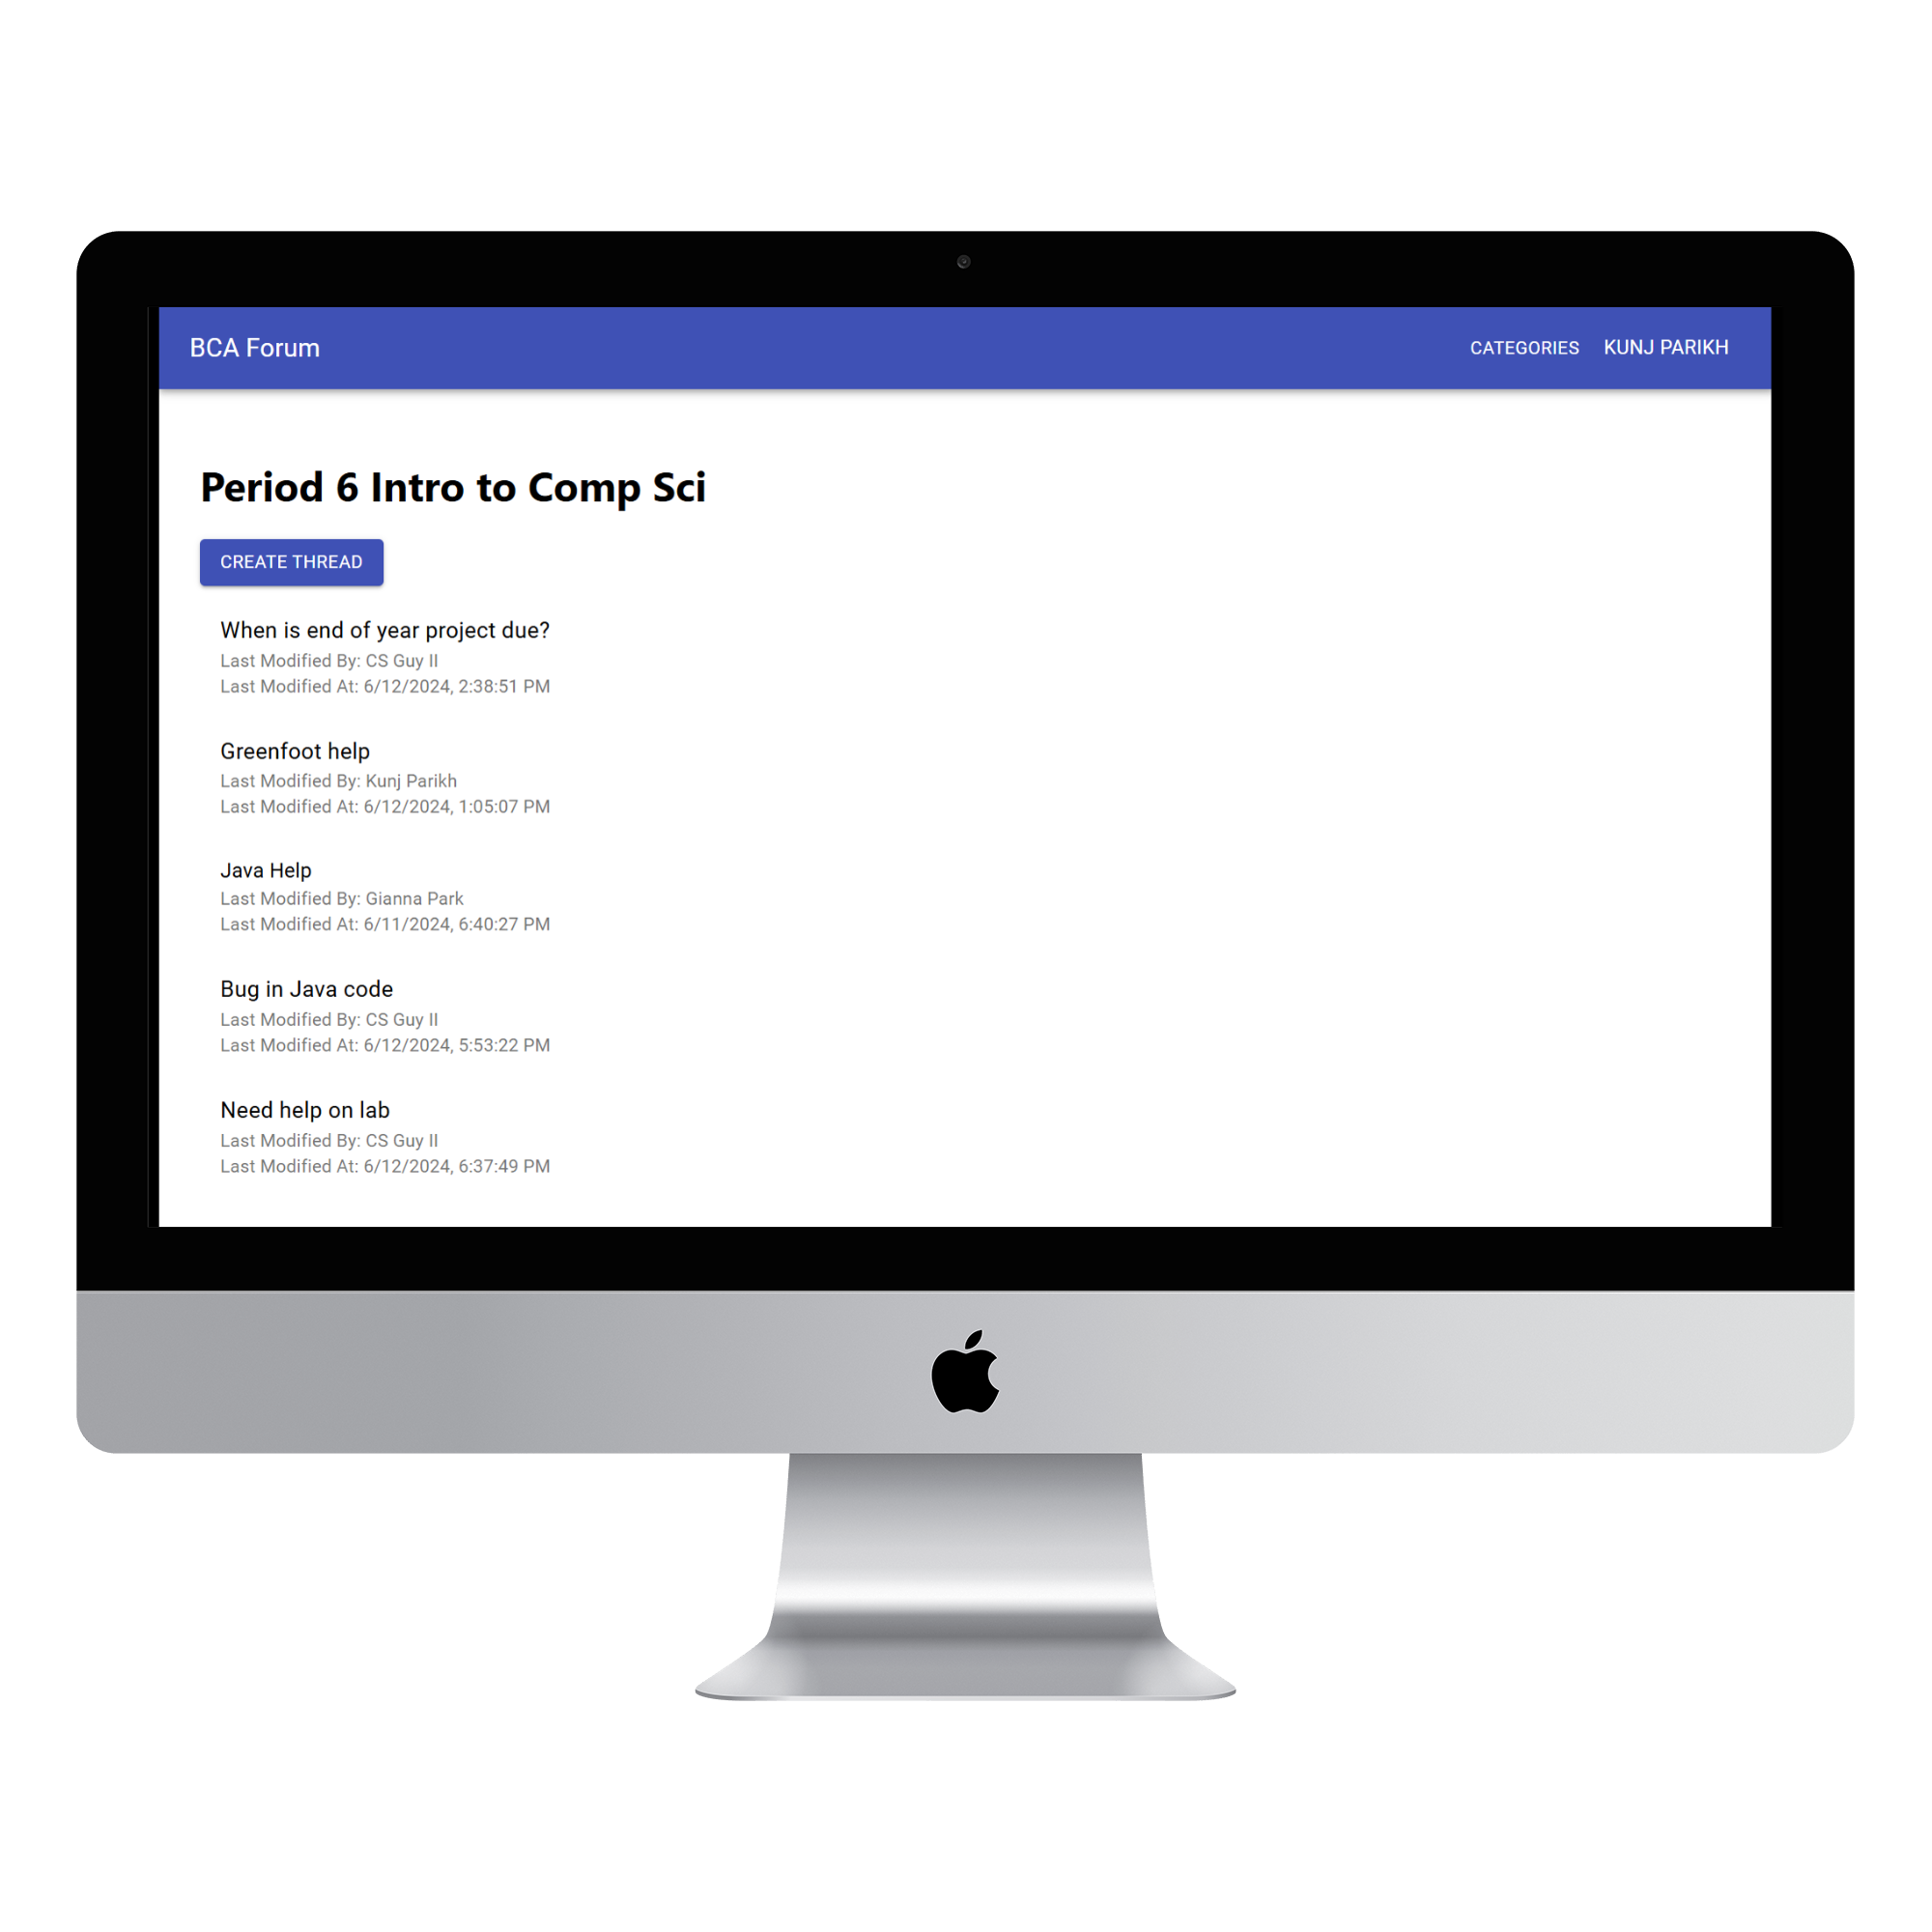 BCA Forum
CATEGORIES
KUNJ PARIKH
Period 6 Intro to Comp Sci
CREATE THREAD
When is end of year project due?
Last Modified By: CS Guy II
Last Modified At: 6/12/2024, 2:38:51 PM
Greenfoot help
Last Modified By: Kunj Parikh
Last Modified At: 6/12/2024, 1:05:07 PM
Java Help
Last Modified By: Gianna Park
Last Modified At: 6/11/2024, 6:40:27 PM
Bug in Java code
Last Modified By: CS Guy II
Last Modified At: 6/12/2024, 5:53:22 PM
Need help on lab
Last Modified By: CS Guy II
Last Modified At: 6/12/2024, 6:37:49 PM